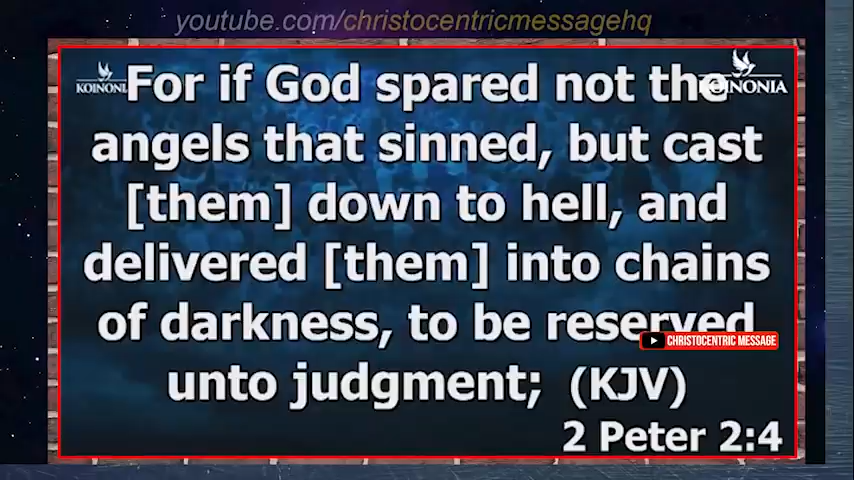 youtube.com/christocentricmessagehq
KOINONIA
For if God spared not the
angels that sinned, but cast
[them] down to hell, and
delivered [them] into chains
of darkness, to be reserved
CHRISTOCENTRIC MESSAGE
unto judgment; (KJV)
2 Peter 2:4